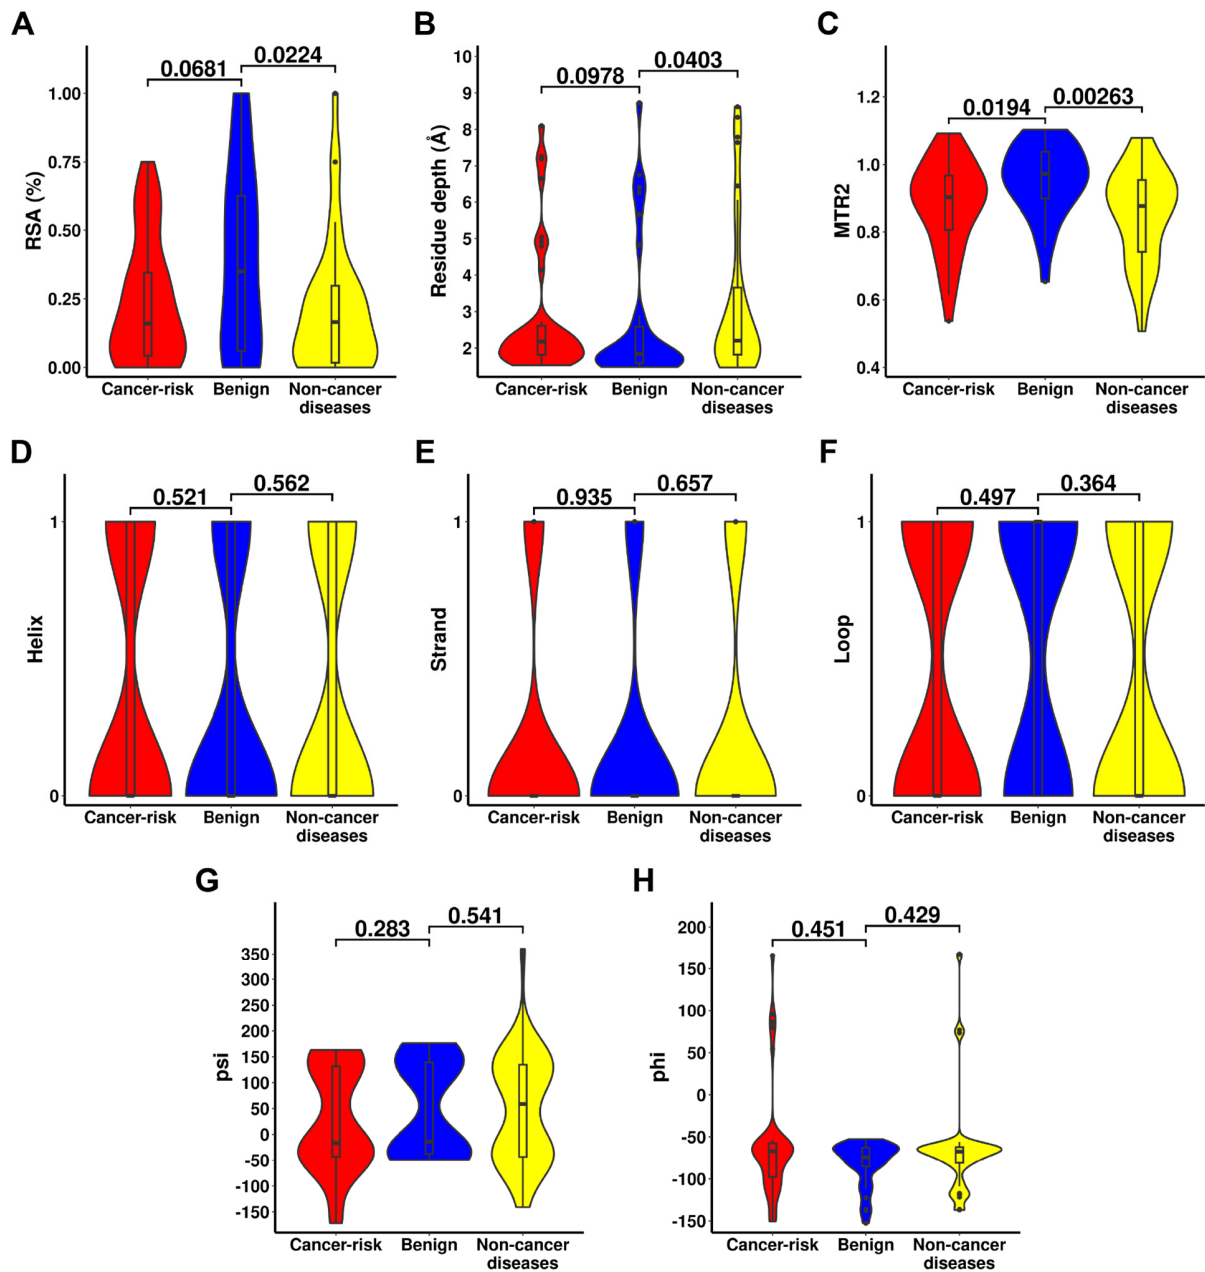 A
0.0681
0.0224
1.00
0.75
0.50
0.25
0.00
RSA (%)
Cancer-risk
Benign
Non-cancer
diseases
B
0.0978
0.0403
10
9
8
7
6
5
4
3
2
Residue depth (Å)
Cancer-risk
Benign
Non-cancer
diseases
C
0.0194
0.00263
1.2
1.0
0.8
0.6
0.4
MTR2
Cancer-risk
Benign
Non-cancer
diseases
D
0.521
0.562
1
0
Helix
Cancer-risk
Benign
Non-cancer
diseases
E
0.935
0.657
1
0
Strand
Cancer-risk
Benign
Non-cancer
diseases
F
0.497
0.364
1
0
Loop
Cancer-risk
Benign
Non-cancer
diseases
G
0.283
0.541
350
300
250
200
150
100
50
0
-50
-100
-150
psi
Cancer-risk
Benign
Non-cancer
diseases
H
0.451
0.429
200
150
100
50
0
-50
-100
-150
phi
Cancer-risk
Benign
Non-cancer
diseases